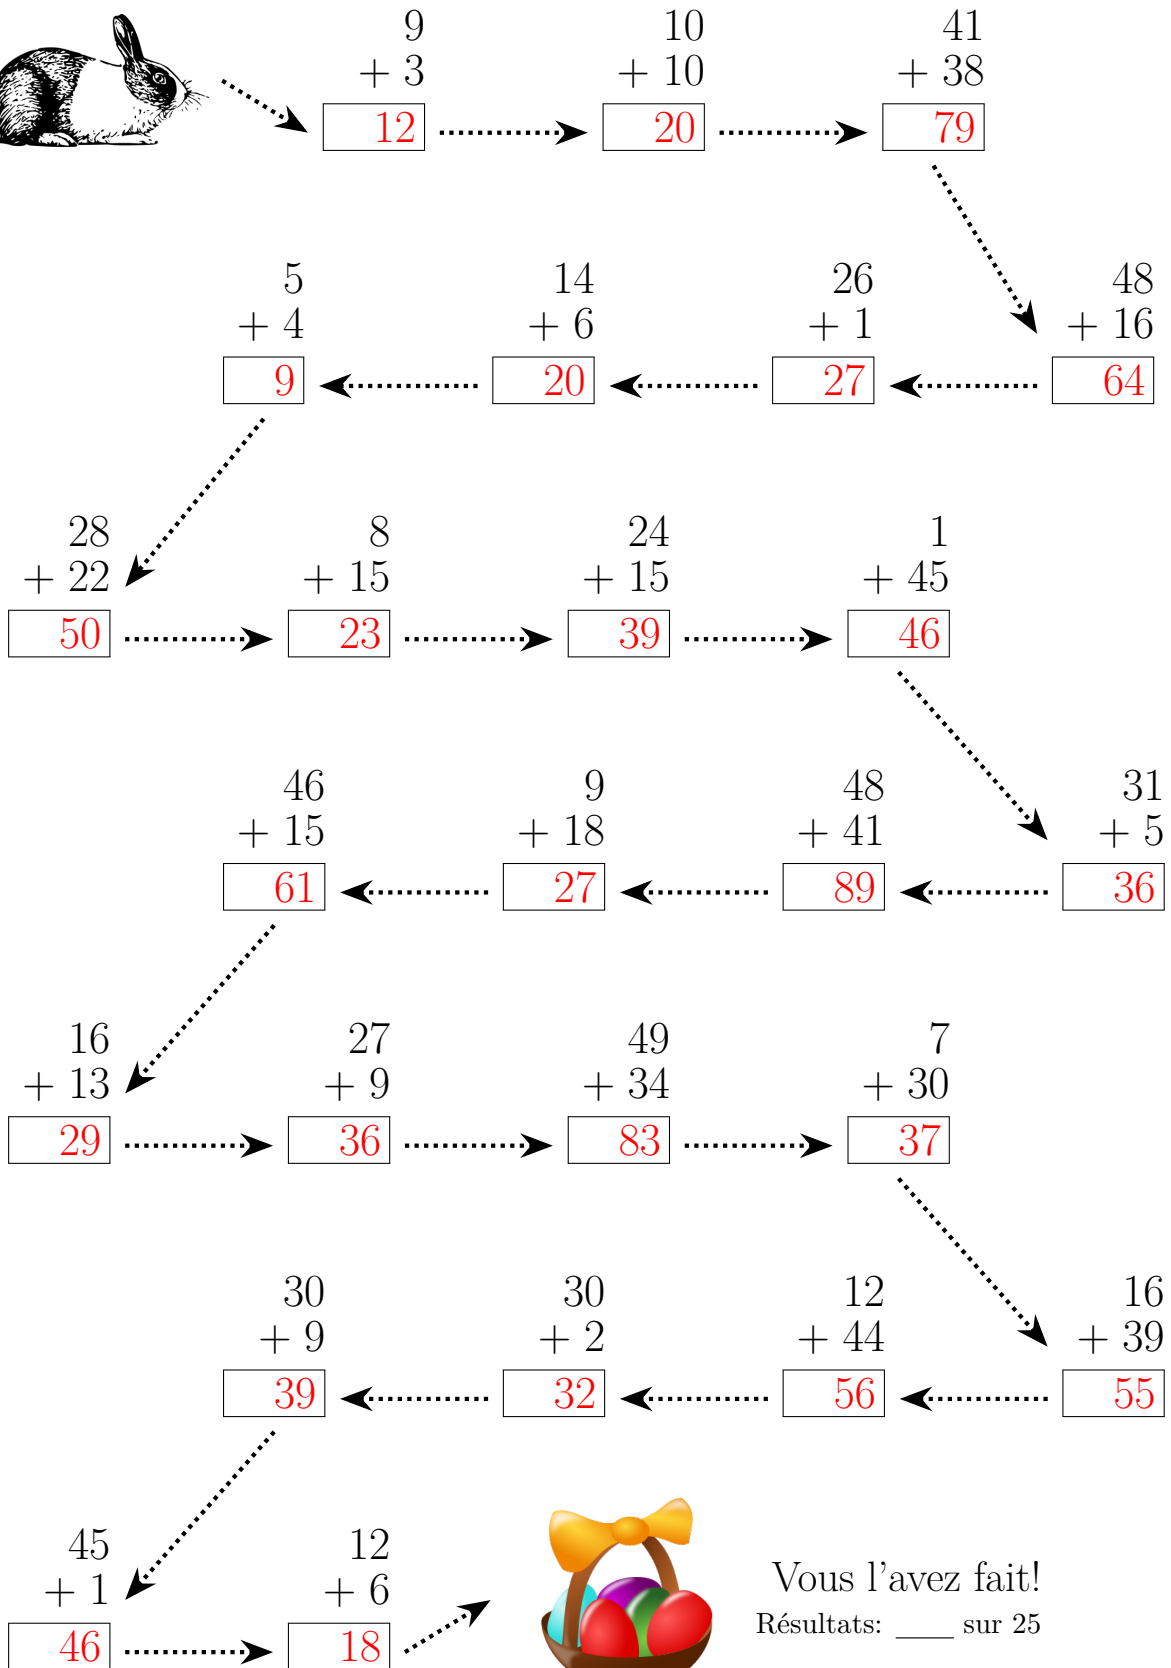 9 10 41
+ 3 + 10 + 38
12 20 79
5 14 26 48
+ 4 + 6 + 1 + 16
9 20 27 64
28 8 24 1
+ 22 + 15 + 15 + 45
50 23 39 46
46 9 48 31
+ 15 + 18 + 41 + 5
61 27 89 36
16 27 49 7
+ 13 + 9 + 34 + 30
29 36 83 37
30 30 12 16
+ 9 + 2 + 44 + 39
39 32 56 55
45 12
+ 1 + 6
46 18
Vous l'avez fait!
Résultats: ____ sur 25